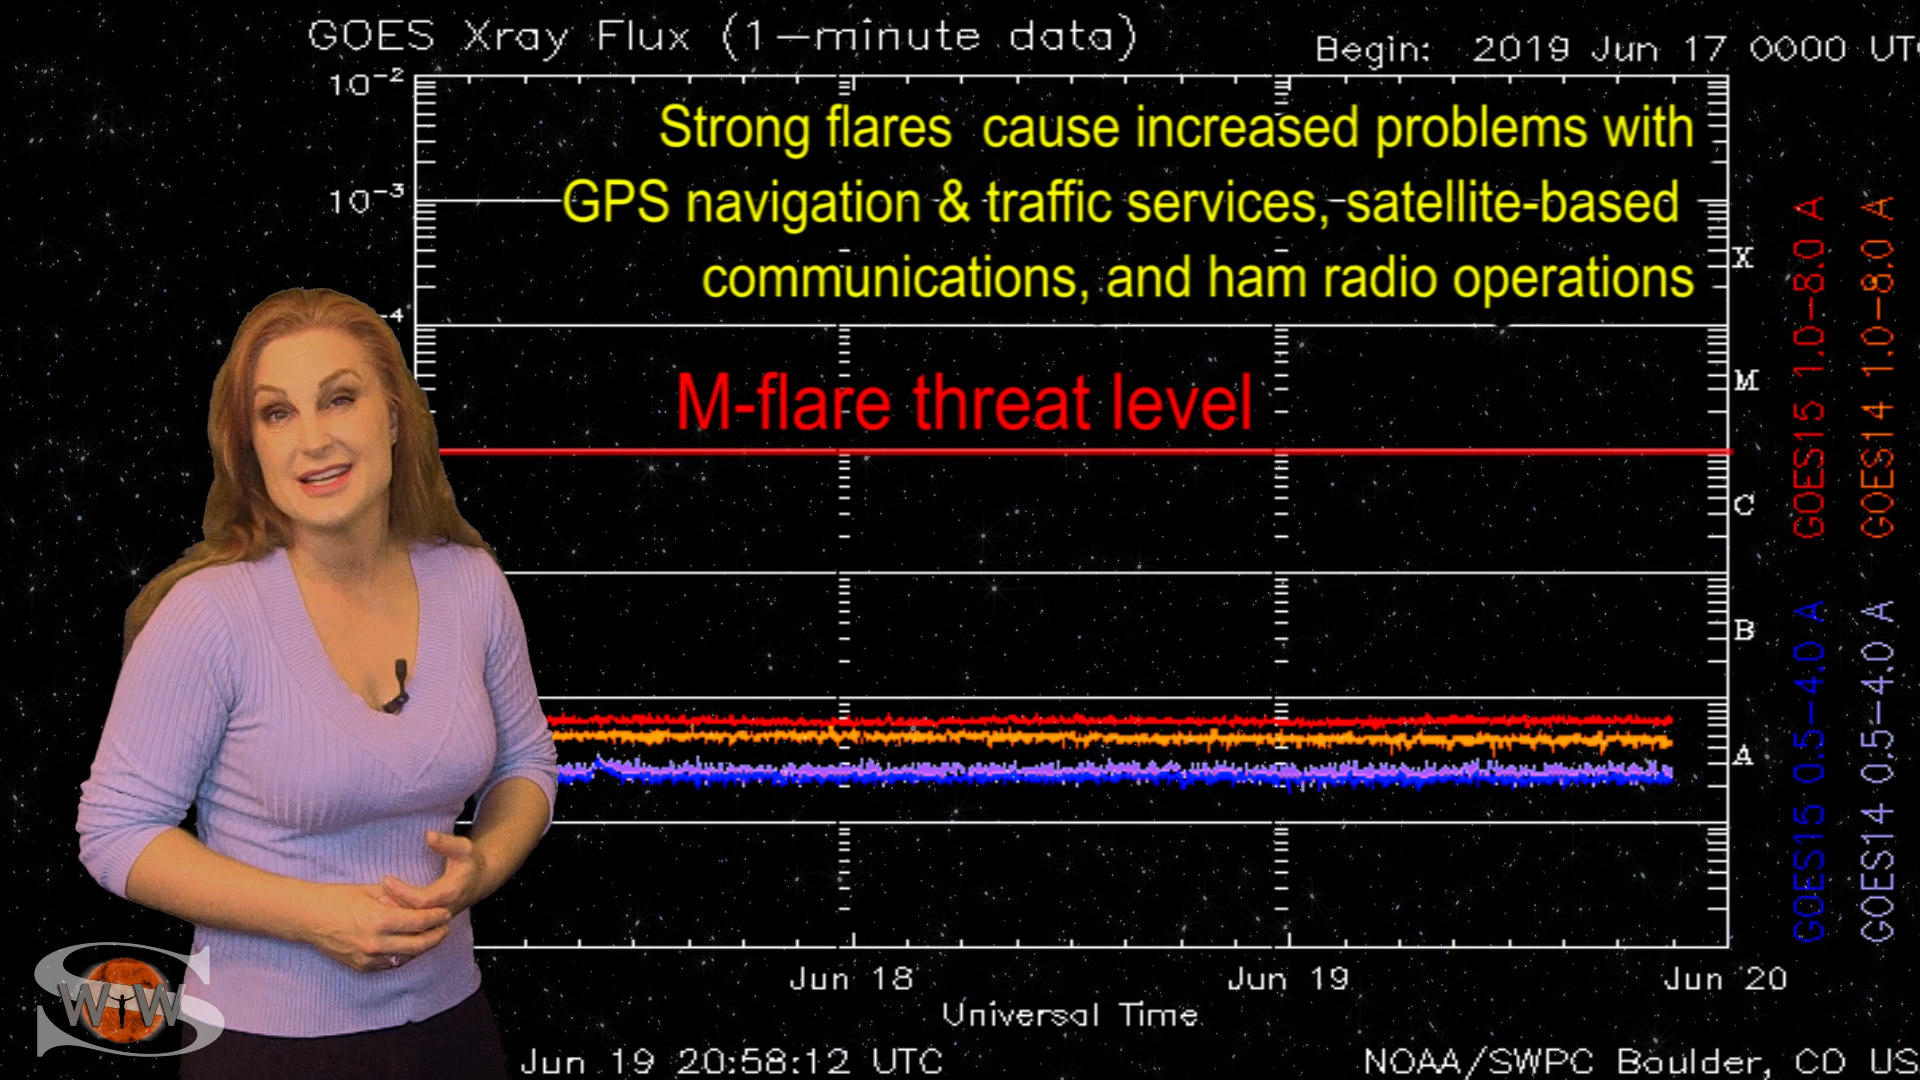 GOES Xray Flux (1-minute data)
Begin: 2019 Jun 17 0000 UTC
10-2
Strong flares cause increased problems with
10-3
GPS navigation & traffic services, satellite-based
X
communications, and ham radio operations
-4
M
M-flare threat level
C
B
A
GOES15 0.5-4.0 A GOES15 1.0-8.0 A
GOES14 0.5-4.0 A GOES14 1.0-8.0 A
Jun 18
Jun 19
Jun 20
Universal Time
Jun 19 20:58:12 UTC
NOAA/SWPC Boulder, CO US
S
WTW